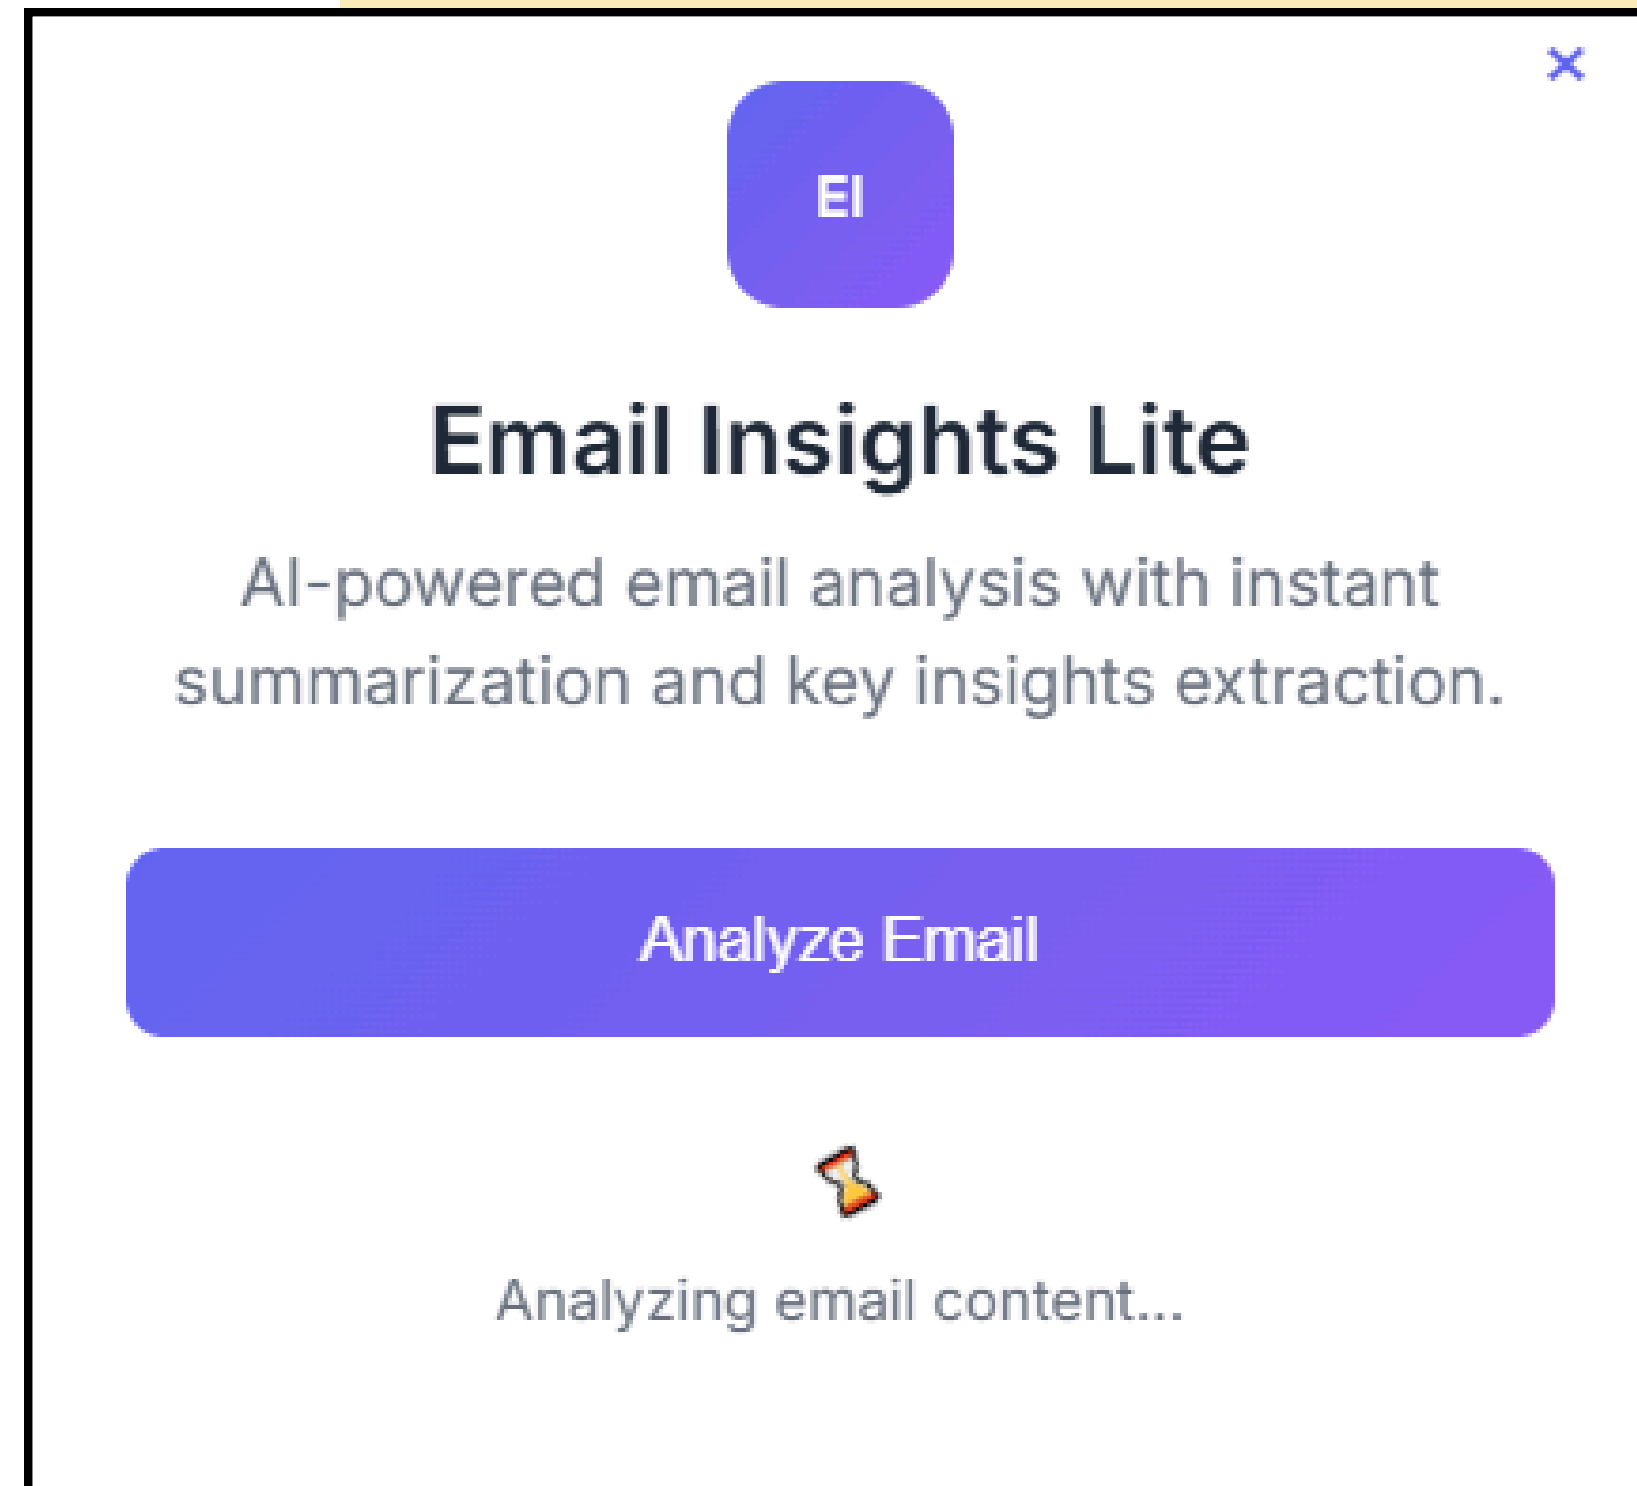 EI
Email Insights Lite
AI-powered email analysis with instant
summarization and key insights extraction.
Analyze Email
Analyzing email content...